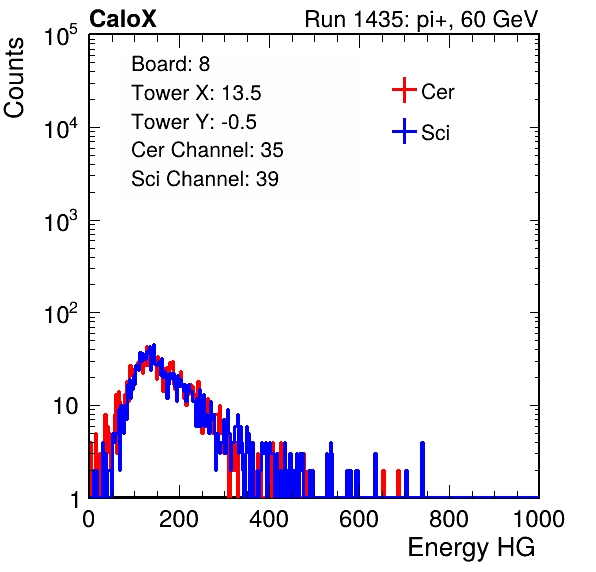 CaloX Run 1435: pi+, 60 GeV
Counts
Board: 8
Tower X: 13.5
Tower Y: -0.5
Cer Channel: 35
Sci Channel: 39
Cer
Sci
10^5
10^4
10^3
10^2
10
1
0 200 400 600 800 1000
Energy HG